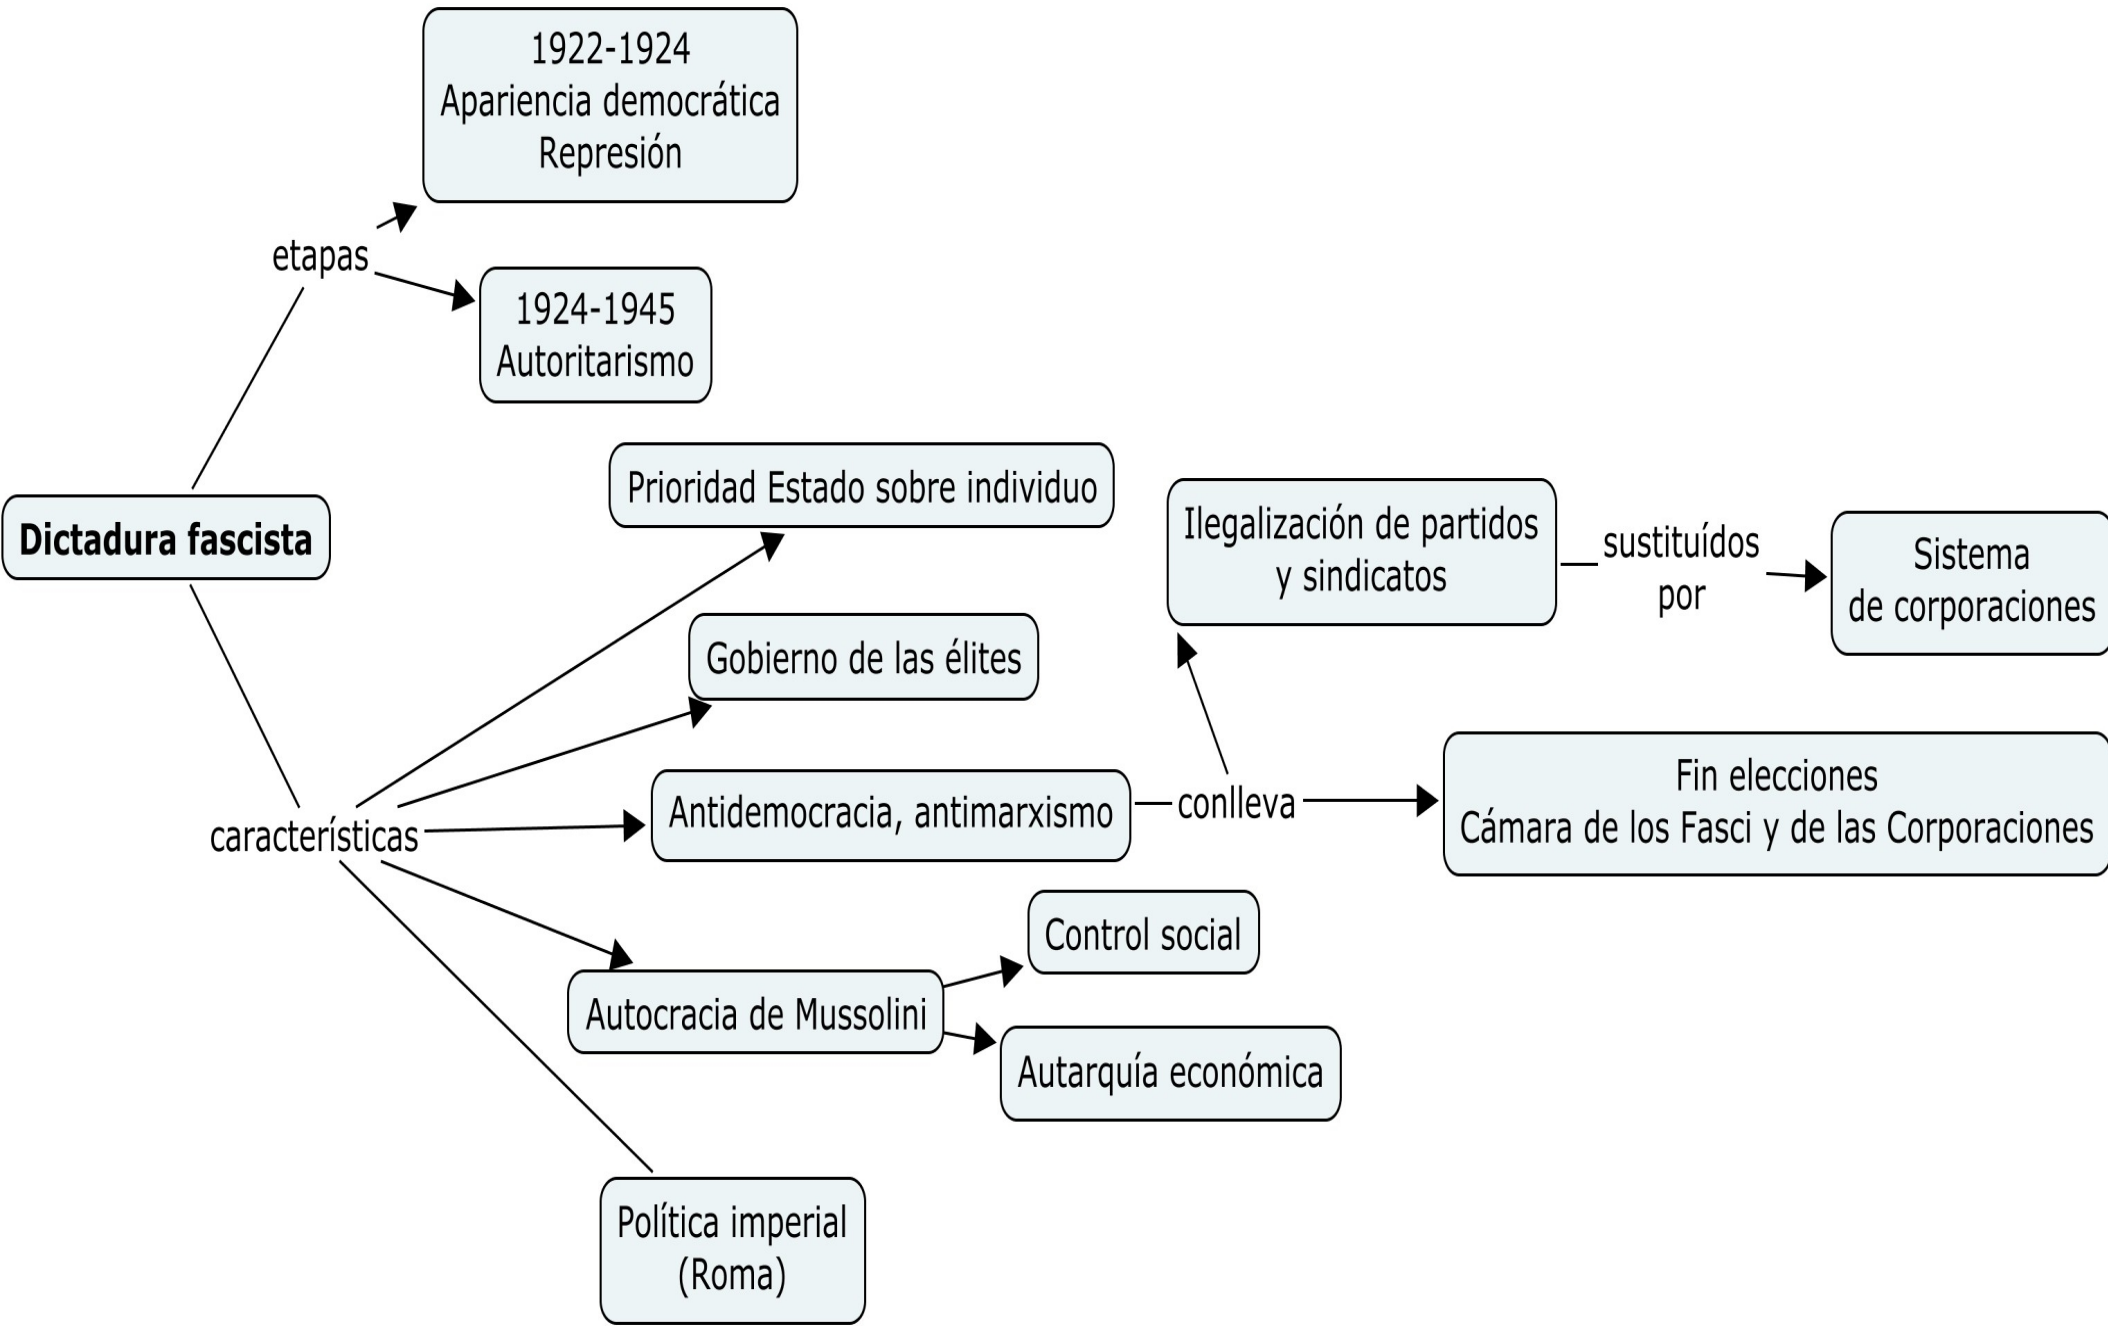 1922-1924
Apariencia democrática
Represión
etapas
1924-1945
Autoritarismo
Dictadura fascista
características
Prioridad Estado sobre individuo
Gobierno de las élites
Antidemocracia, antimarxismo
conlleva
Ilegalización de partidos
y sindicatos
sustituídos
por
Sistema
de corporaciones
Fin elecciones
Cámara de los Fasci y de las Corporaciones
Autocracia de Mussolini
Control social
Autarquía económica
Política imperial
(Roma)